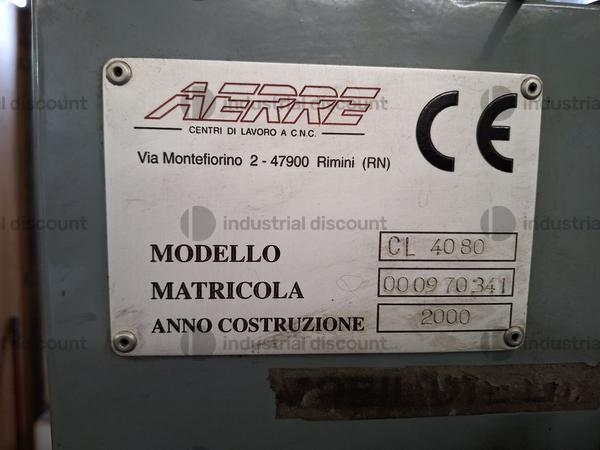 AERRE
CENTRI DI LAVORO A C.N.C.
Via Montefiorino 2 - 47900 Rimini (RN)
CE
MODELLO CL 4080
MATRICOLA 000970341
ANNO COSTRUZIONE 2000
industrial discount